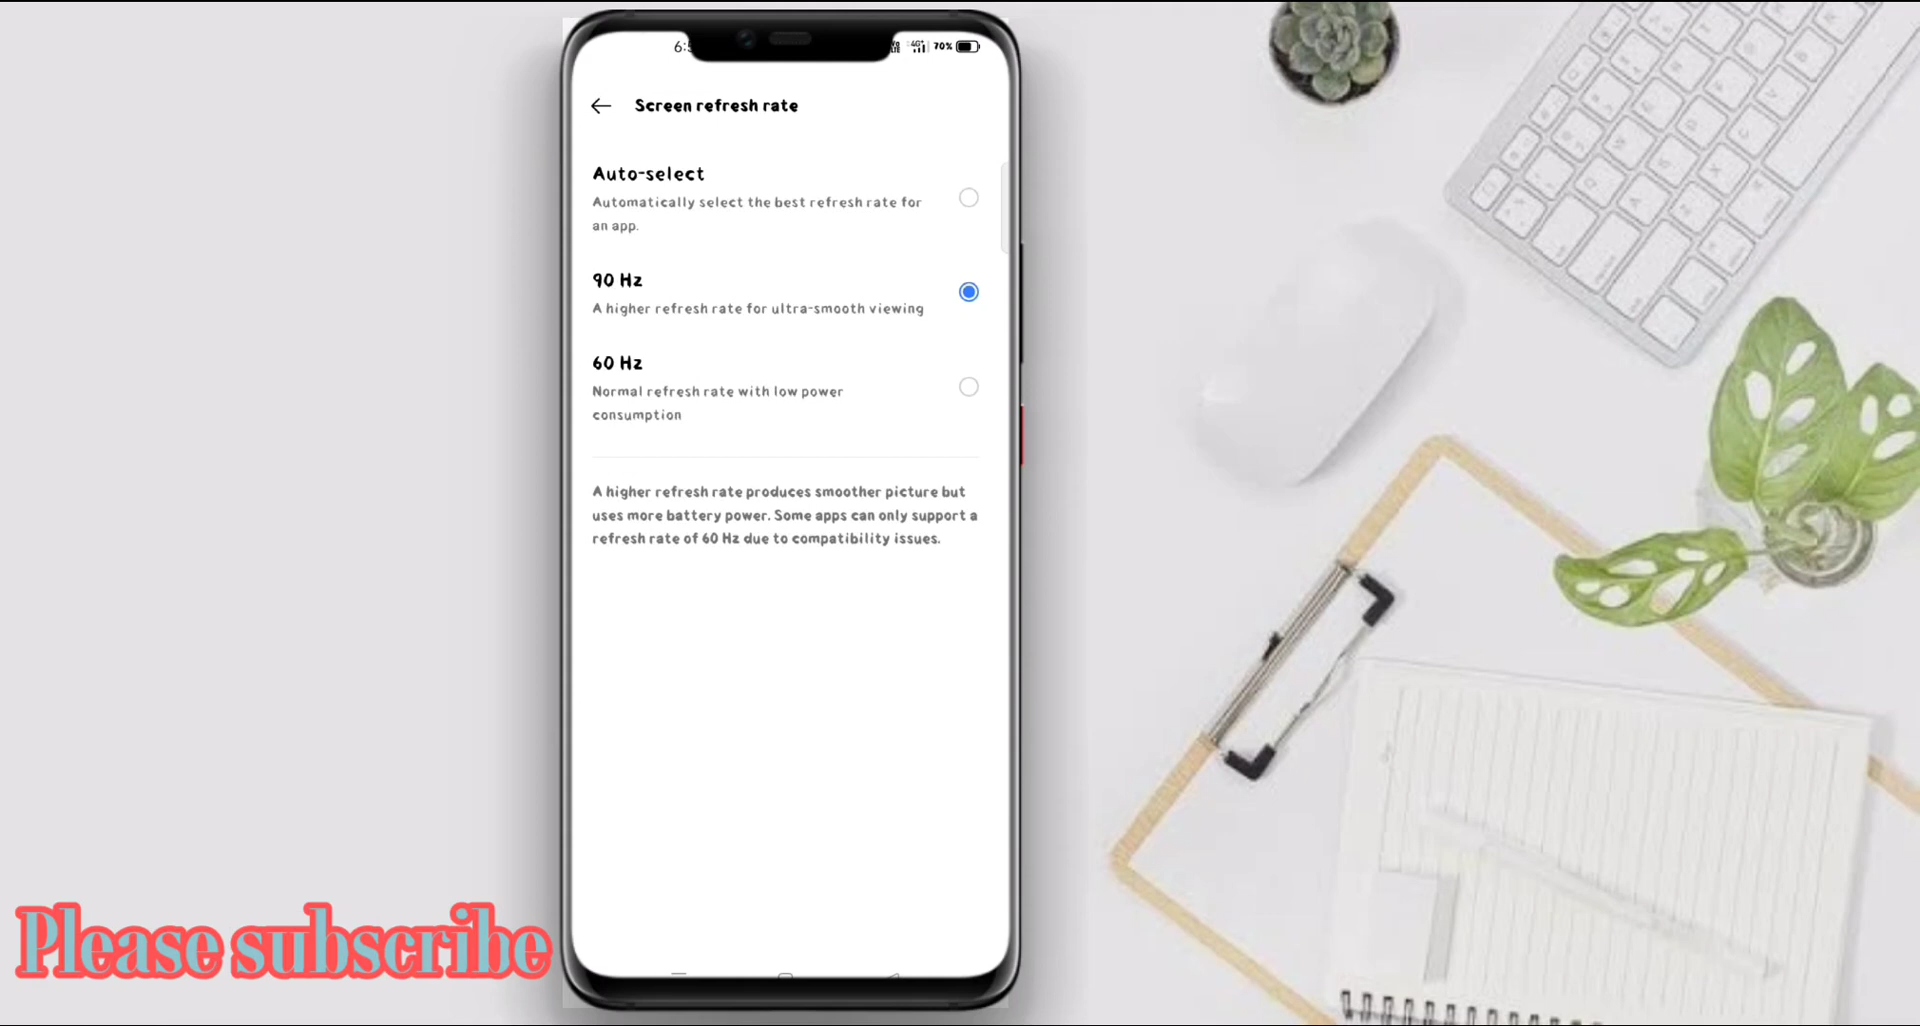 70%
Screen refresh rate
Auto-select
Automatically select the best refresh rate for
an app.
90 Hz
A higher refresh rate for ultra-smooth viewing
60 Hz
Normal refresh rate with low power
consumption
A higher refresh rate produces smoother picture but
uses more battery power. Some apps can only support a
refresh rate of 60 Hz due to compatibility issues.
Please subscribe